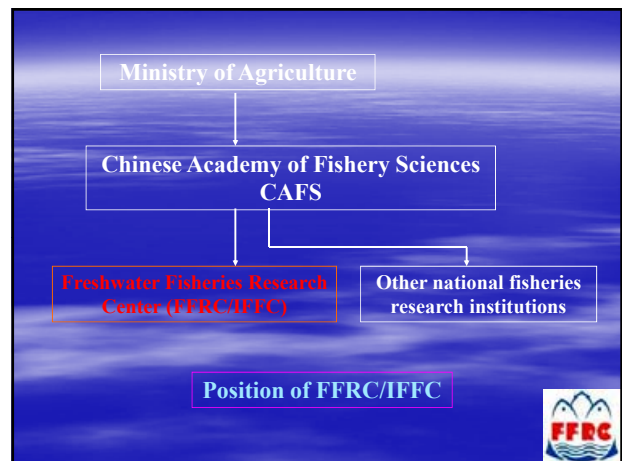 Ministry of Agriculture
Chinese Academy of Fishery Sciences
CAFS
Freshwater Fisheries Research
Center (FFRC/IFFC)
Other national fisheries
research institutions
Position of FFRC/IFFC
FFRC